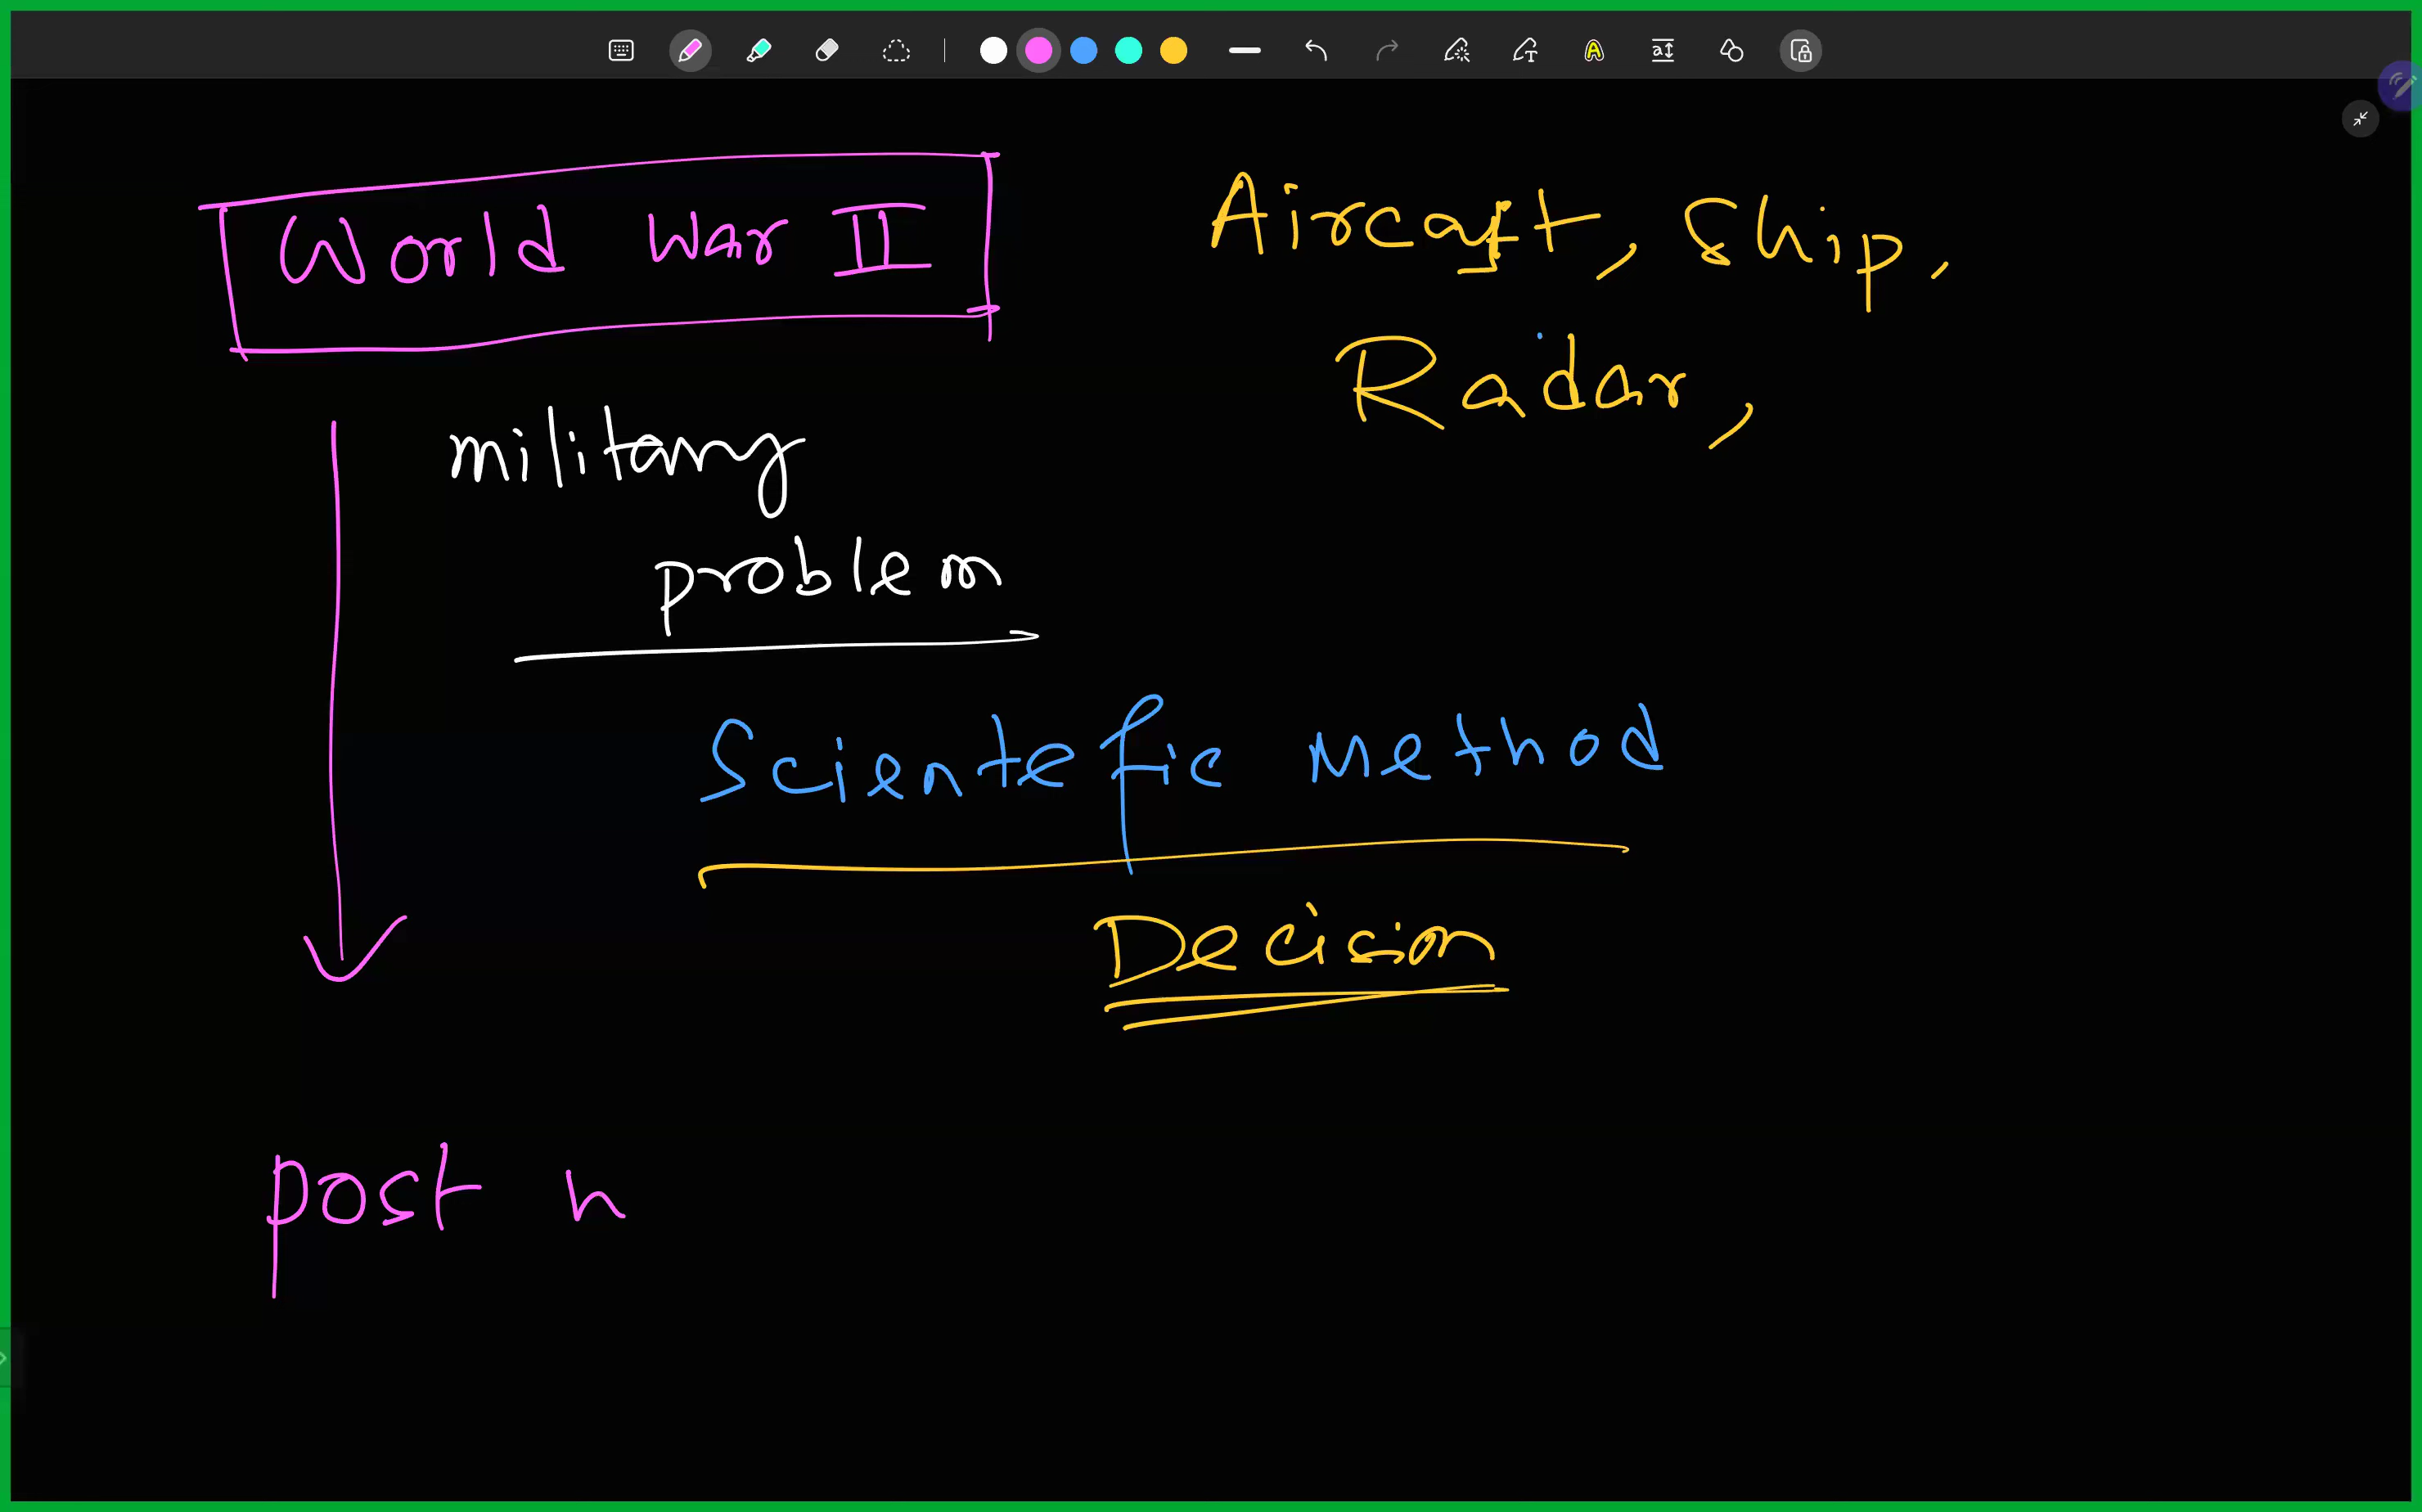 World War II
Aircaft, Ship,
Radar,
military
problem
Scientefic Method
Decision
post